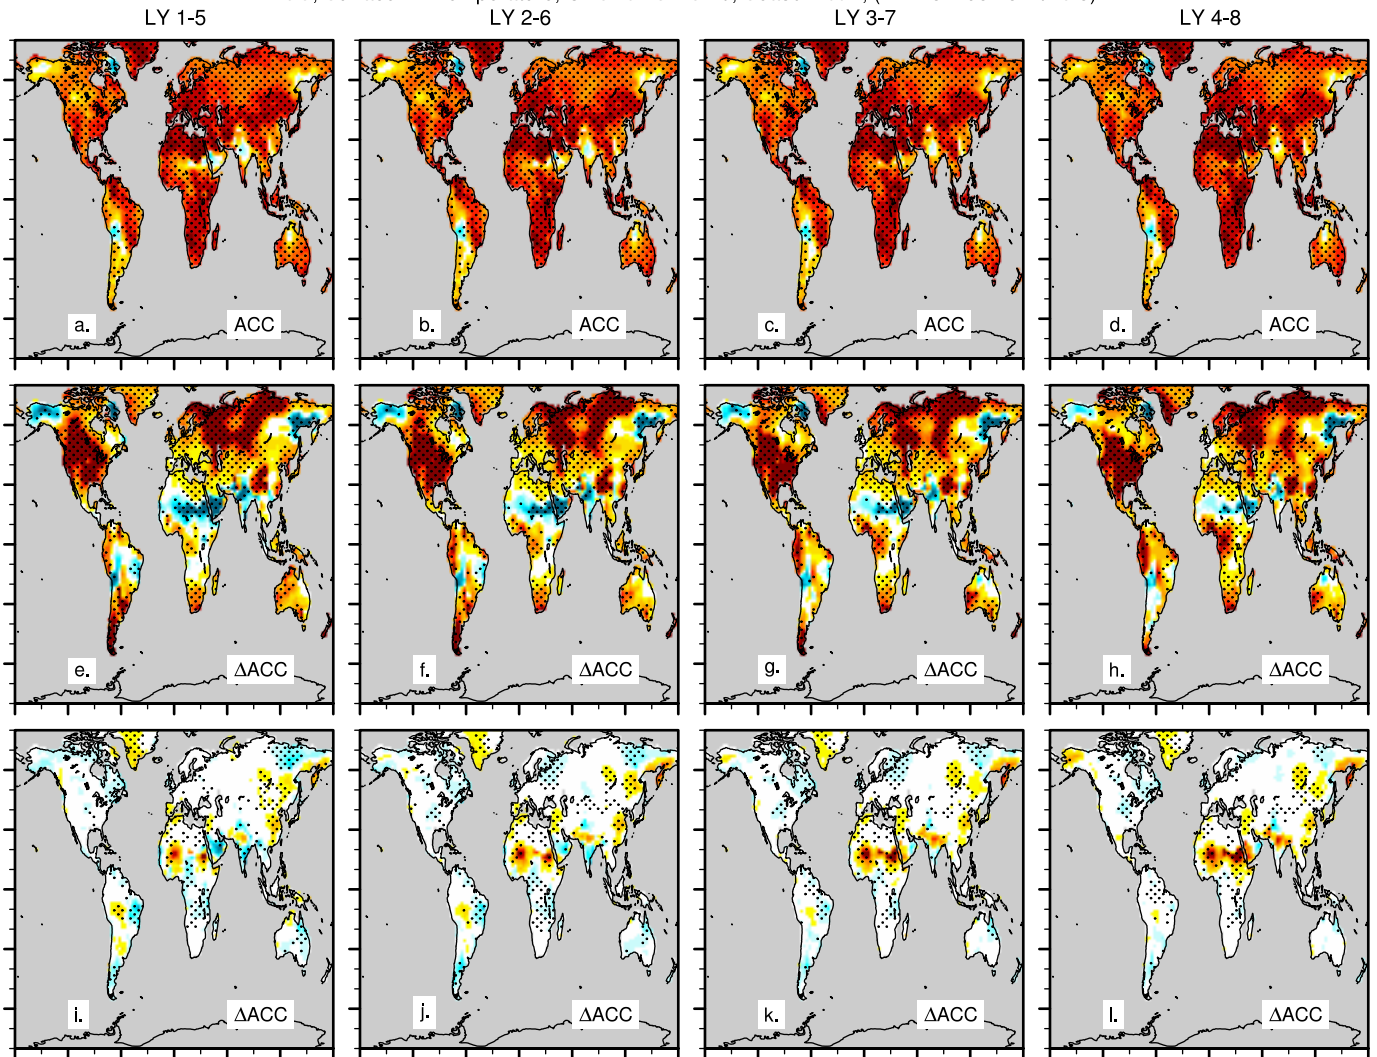 LY 1-5 LY 2-6 LY 3-7 LY 4-8
a. ACC b. ACC c. ACC d. ACC
e. ΔACC f. ΔACC g. ΔACC h. ΔACC
i. ΔACC j. ΔACC k. ΔACC l. ΔACC